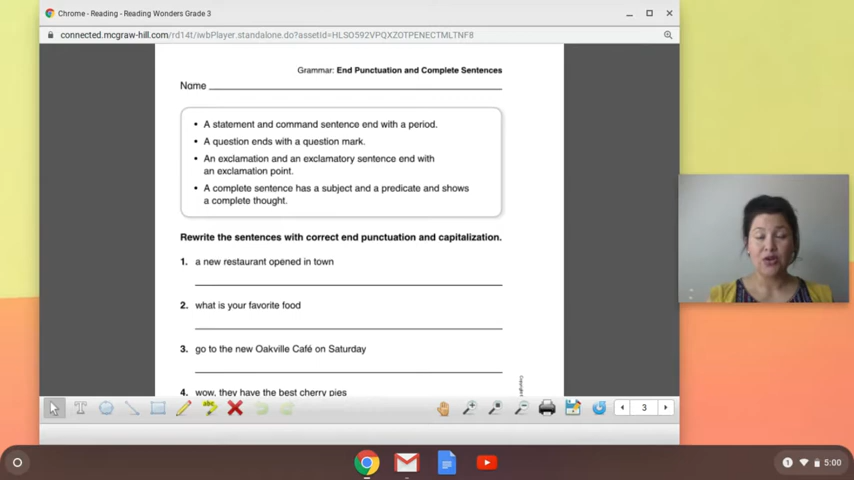 Chrome - Reading - Reading Wonders Grade 3
connected.mcgraw-hill.com/rd14t/iwbPlayer.standalone.do?assetId=HLSO592VPQXZOTPENECTMLTNF8
Grammar: End Punctuation and Complete Sentences
Name
• A statement and command sentence end with a period.
• A question ends with a question mark.
• An exclamation and an exclamatory sentence end with
an exclamation point.
• A complete sentence has a subject and a predicate and shows
a complete thought.
Rewrite the sentences with correct end punctuation and capitalization.
1. a new restaurant opened in town
2. what is your favorite food
3. go to the new Oakville Café on Saturday
4. wow, they have the best cherry pies
Copyright
T
abc
3
1
5:00